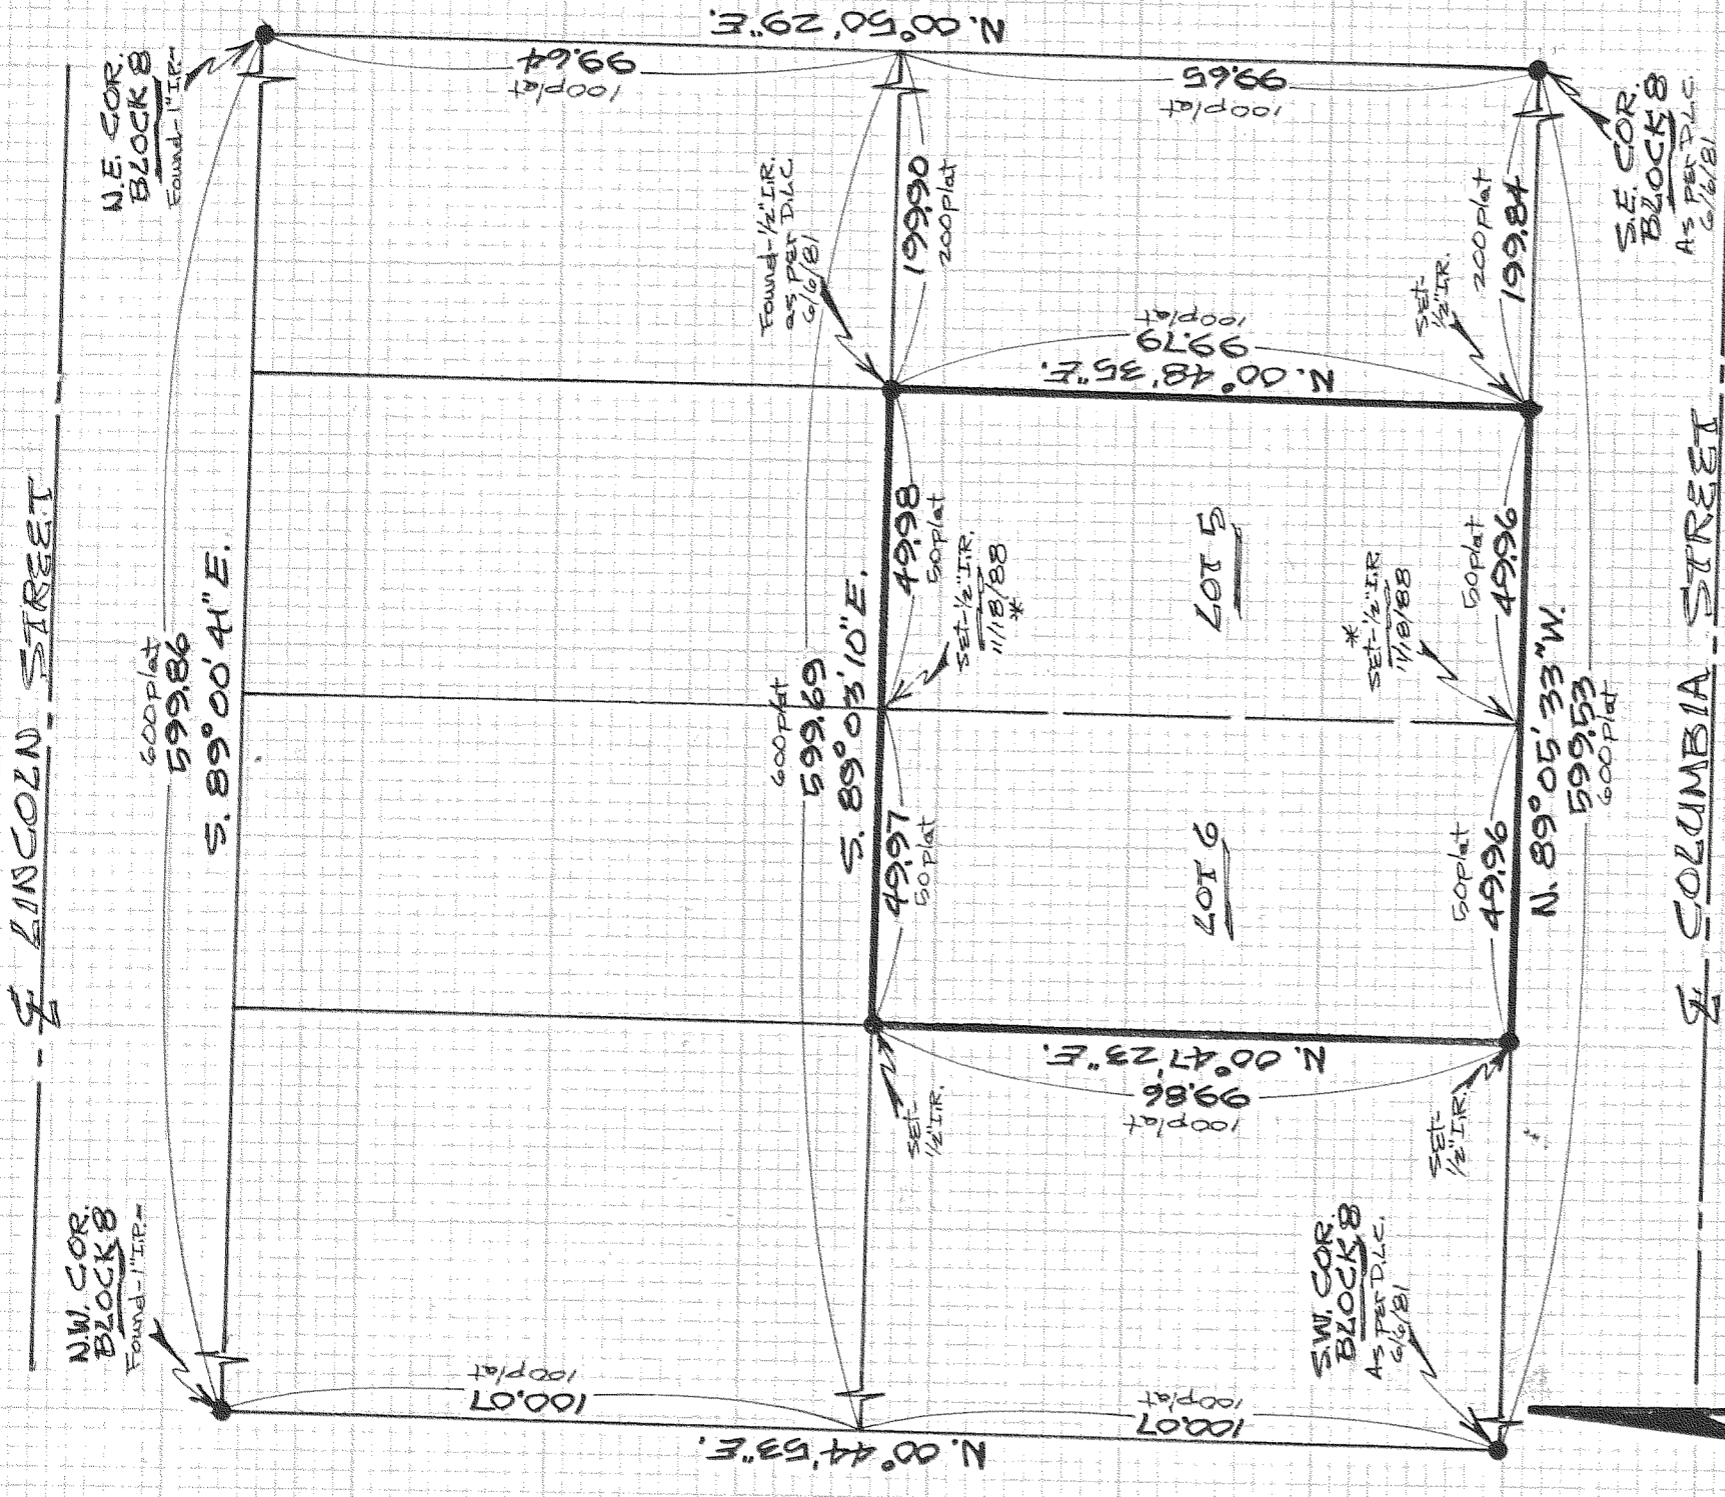 ℄ LINCOLN STREET
N.W. COR.
BLOCK 8
Found-1"I.P.
N.E. COR.
BLOCK 8
Found-1"I.P.
600plat
599.86
S. 89° 00' 41" E.
100.07
100plat
99.64
100plat
N. 00° 44' 53" E.
N. 00° 50' 29" E.
600plat
599.69
S. 89° 03' 10" E.
49.97
50plat
49.98
50plat
199.90
200plat
Found-1/2"I.R.
as per D.L.C.
6/6/81
Set-
1/2"I.R.
Set-1/2"I.R.
11/18/88
*
100.07
100plat
N. 00° 47' 23" E.
99.86
100plat
LOT 6
LOT 5
N. 00° 48' 35" E.
99.79
100plat
99.65
100plat
S.W. COR.
BLOCK 8
As per D.L.C.
6/6/81
Set-
1/2"I.R.
*
Set-1/2"I.R.
11/18/88
Set-
1/2"I.R.
50plat
49.96
50plat
49.96
200plat
199.84
N. 89° 05' 33" W.
599.53
600plat
S.E. COR.
BLOCK 8
As per D.L.C.
6/6/81
℄ COLUMBIA STREET